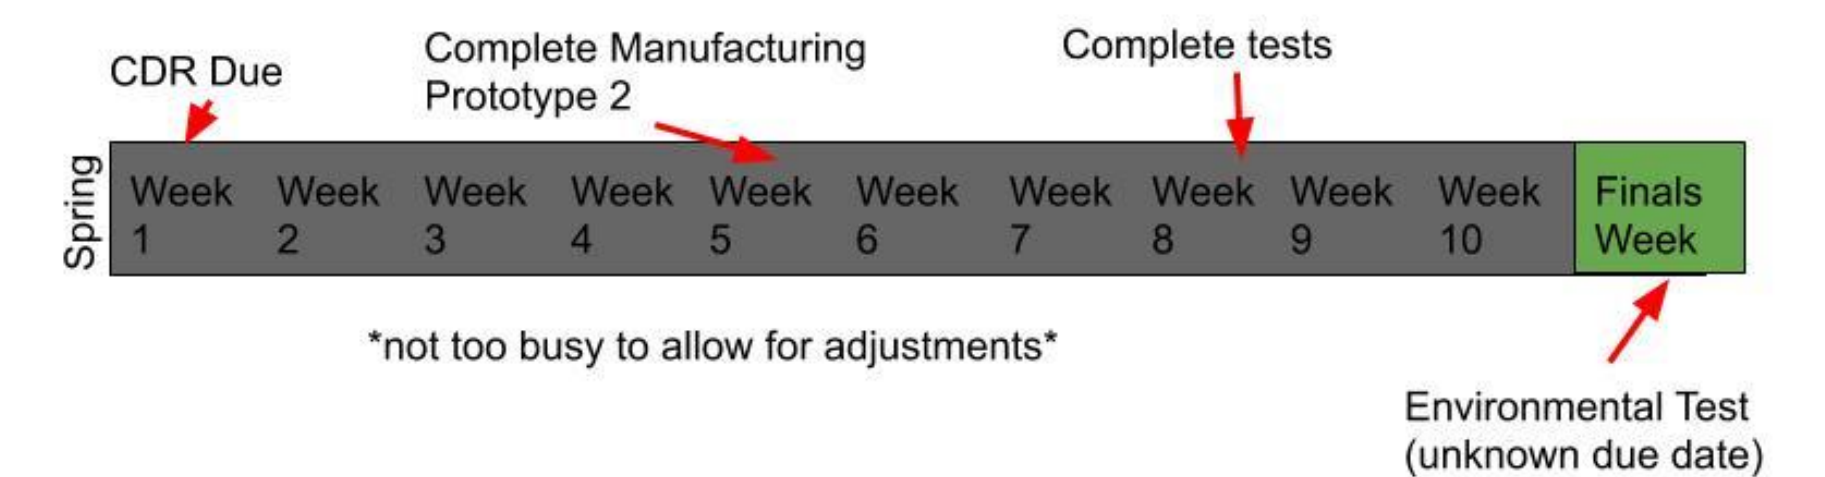 CDR Due
Complete Manufacturing
Prototype 2
Complete tests
Spring
Week
1
Week
2
Week
3
Week
4
Week
5
Week
6
Week
7
Week
8
Week
9
Week
10
Finals
Week
*not too busy to allow for adjustments*
Environmental Test
(unknown due date)